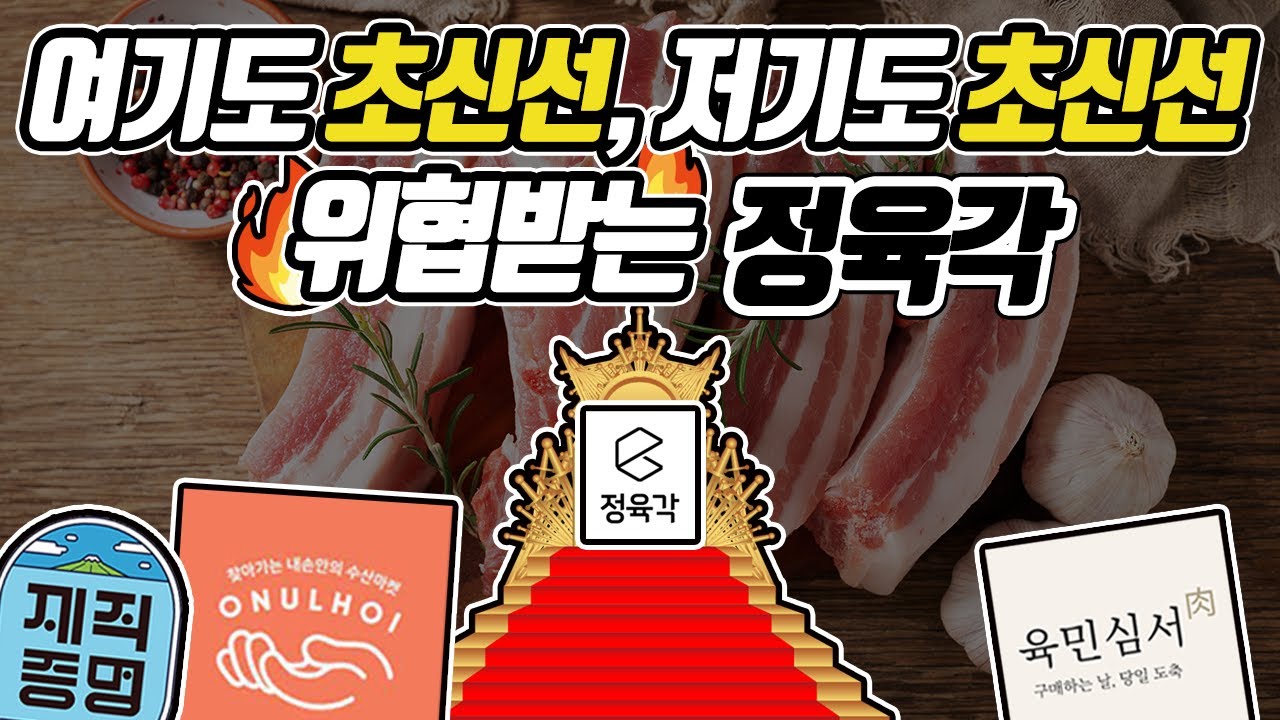 여기도 초신선, 저기도 초신선
위협받는 정육각
정육각
찾아가는 내손안의 수산마켓
ONULHOI
제직
증명
육민심서 肉
구매하는 날, 당일 도축